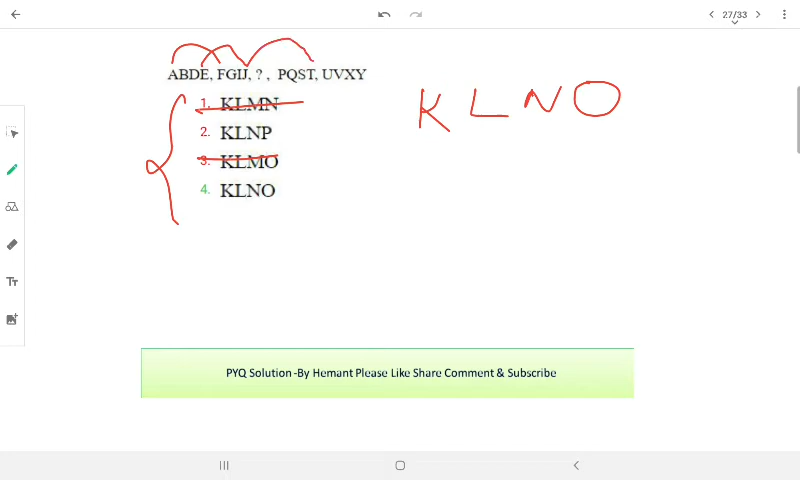 27/33
ABDE, FGIJ, ? , PQST, UVXY
1. KLMN
2. KLNP
3. KLMO
4. KLNO
K L N O
Tт
PYQ Solution -By Hemant Please Like Share Comment & Subscribe